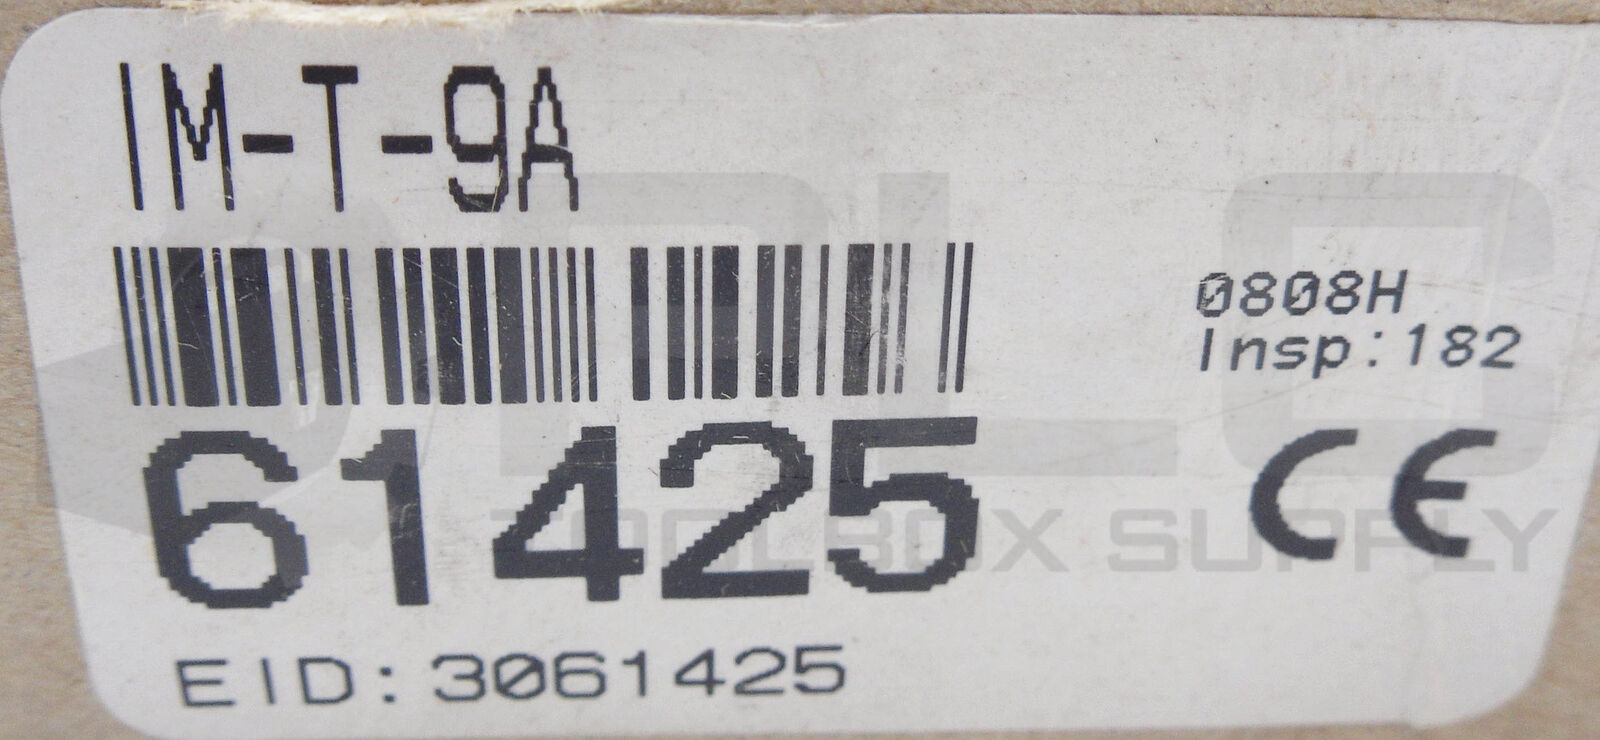 IM-T-9A
0808H
Insp:182
61425
CE
EID:3061425
TOOLBOX SUPPLY